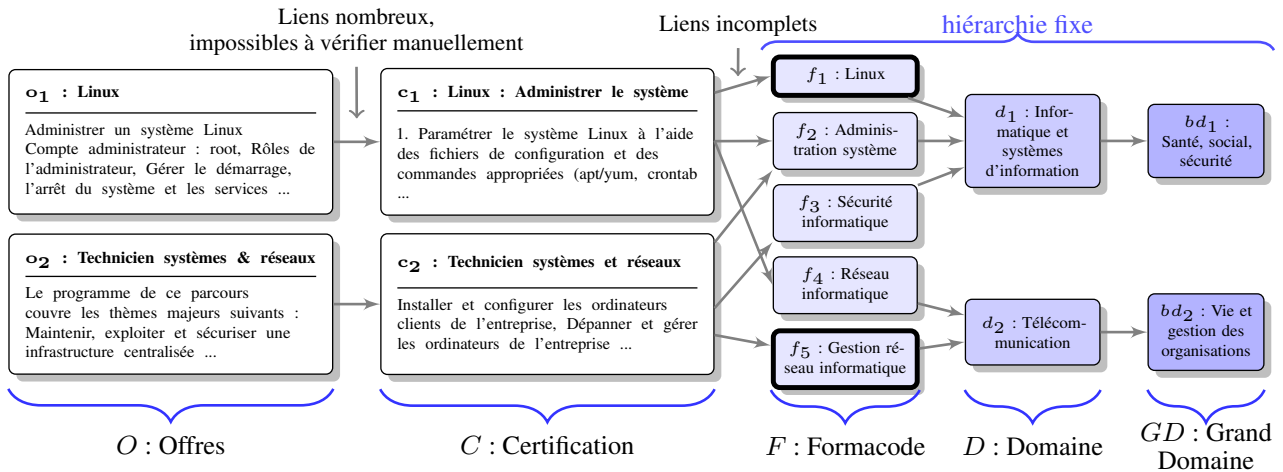 Liens nombreux,
impossibles à vérifier manuellement
Liens incomplets
hiérarchie fixe
o1 : Linux
Administrer un système Linux
Compte administrateur : root, Rôles de
l'administrateur, Gérer le démarrage,
l'arrêt du système et les services ...
c1 : Linux : Administrer le système
1. Paramétrer le système Linux à l'aide
des fichiers de configuration et des
commandes appropriées (apt/yum, crontab
...
f1 : Linux
f2 : Adminis-
tration système
f3 : Sécurité
informatique
d1 : Infor-
matique et
systèmes
d'information
bd1 :
Santé, social,
sécurité
o2 : Technicien systèmes & réseaux
Le programme de ce parcours
couvre les thèmes majeurs suivants :
Maintenir, exploiter et sécuriser une
infrastructure centralisée ...
c2 : Technicien systèmes et réseaux
Installer et configurer les ordinateurs
clients de l'entreprise, Dépanner et gérer
les ordinateurs de l'entreprise ...
f4 : Réseau
informatique
f5 : Gestion ré-
seau informatique
d2 : Télécom-
munication
bd2 : Vie et
gestion des
organisations
O : Offres
C : Certification
F : Formacode
D : Domaine
GD : Grand
Domaine